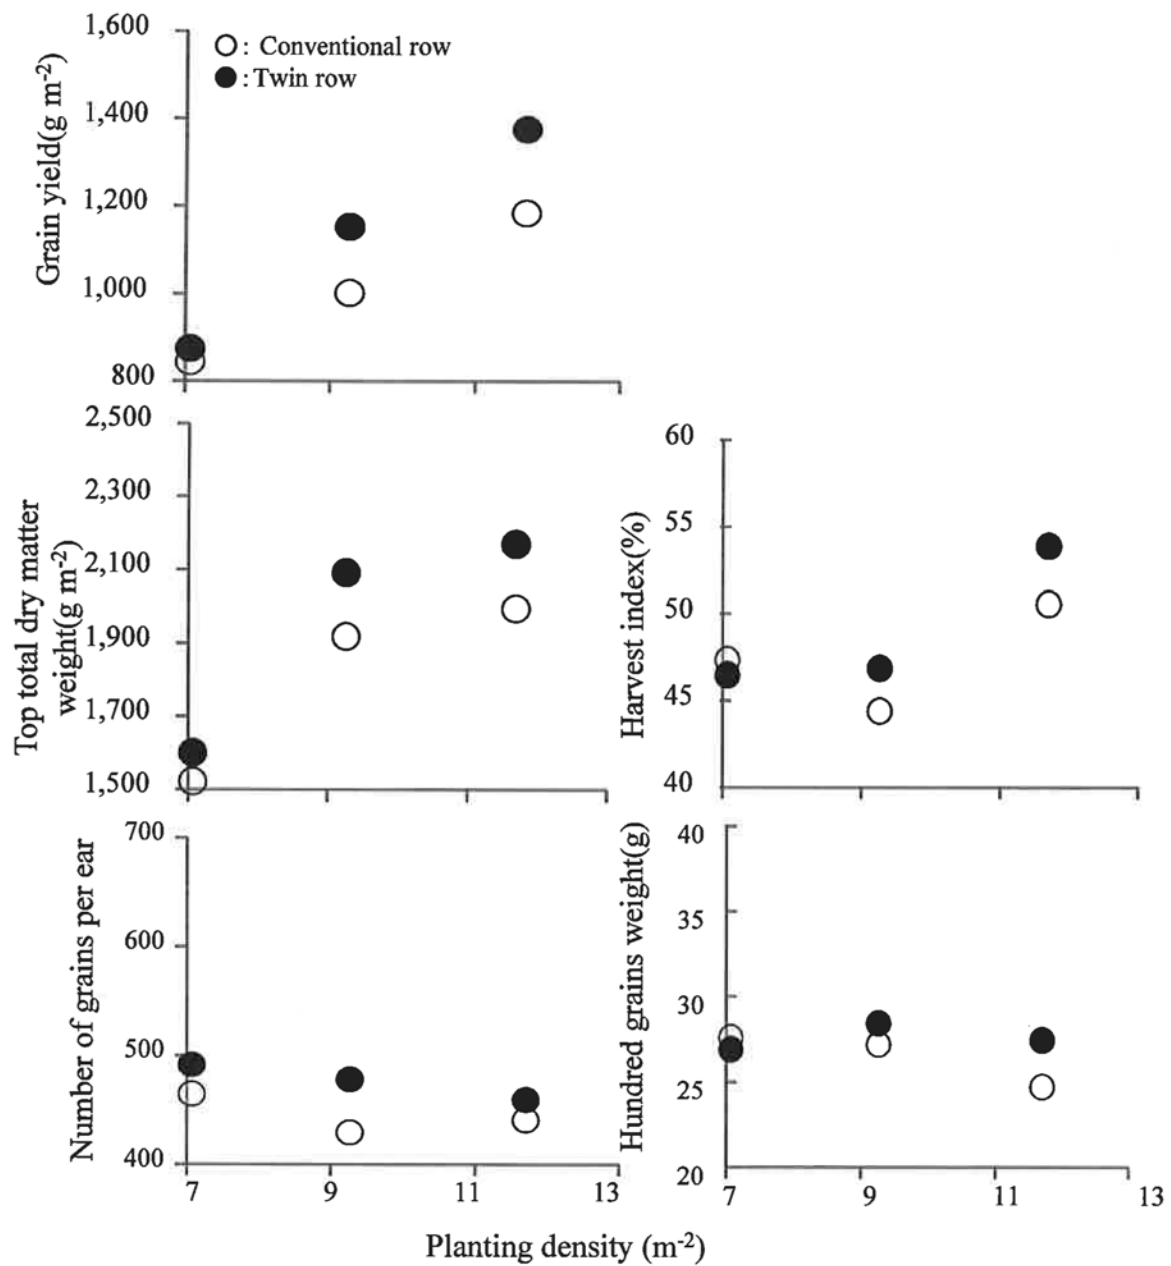 Grain yield(g m-2)
1,600
1,400
1,200
1,000
800
: Conventional row
: Twin row
Top total dry matter
weight(g m-2)
2,500
2,300
2,100
1,900
1,700
1,500
Harvest index(%)
60
55
50
45
40
Number of grains per ear
700
600
500
400
7 9 11 13
Hundred grains weight(g)
40
35
30
25
20
7 9 11 13
Planting density (m-2)